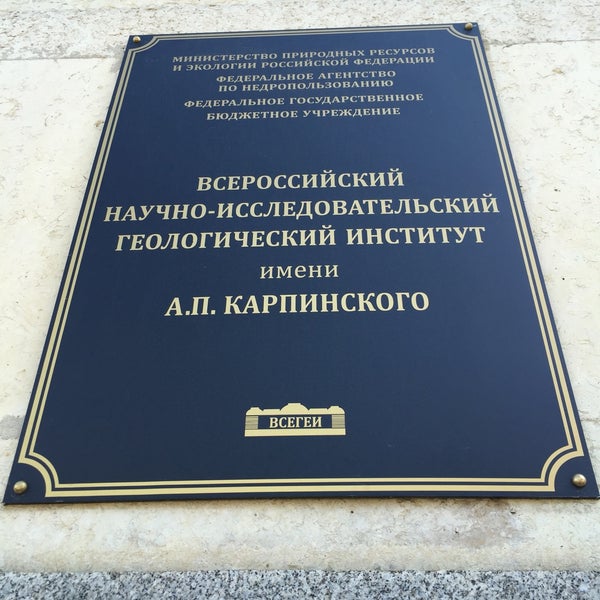 МИНИСТЕРСТВО ПРИРОДНЫХ РЕСУРСОВ
И ЭКОЛОГИИ РОССИЙСКОЙ ФЕДЕРАЦИИ
ФЕДЕРАЛЬНОЕ АГЕНТСТВО
ПО НЕДРОПОЛЬЗОВАНИЮ
ФЕДЕРАЛЬНОЕ ГОСУДАРСТВЕННОЕ
БЮДЖЕТНОЕ УЧРЕЖДЕНИЕ
ВСЕРОССИЙСКИЙ
НАУЧНО-ИССЛЕДОВАТЕЛЬСКИЙ
ГЕОЛОГИЧЕСКИЙ ИНСТИТУТ
имени
А.П. КАРПИНСКОГО
ВСЕГЕИ